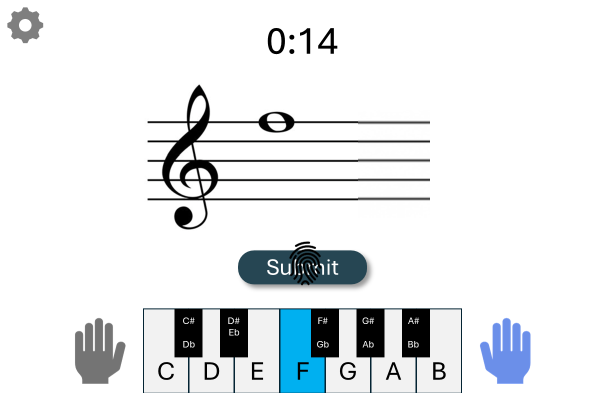 0:14
Submit
C# D# F# G# A#
Eb
Db Gb Ab Bb
C D E F G A B